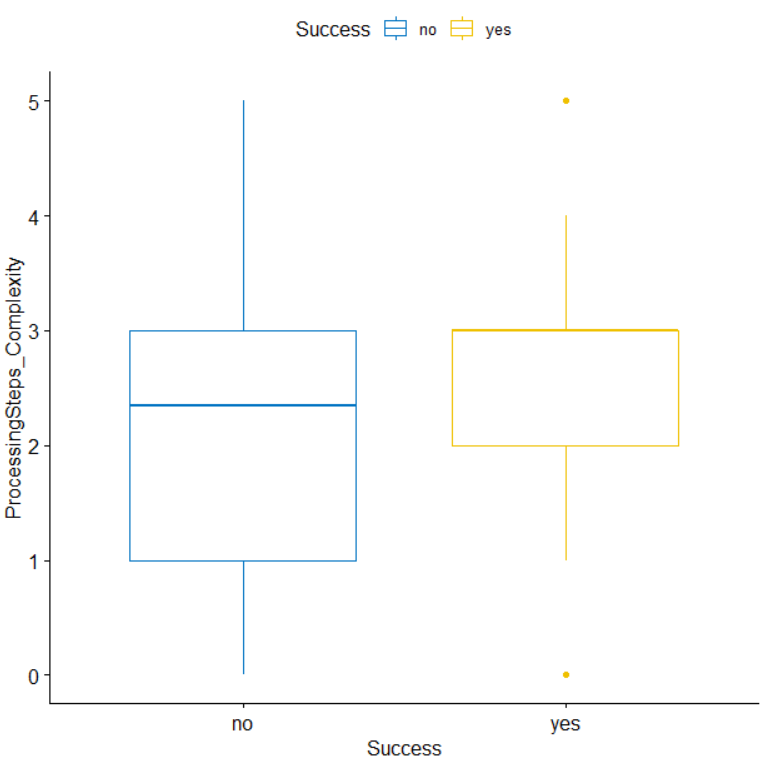 Success no yes
5
4
3
2
1
0
ProcessingSteps_Complexity
no yes
Success